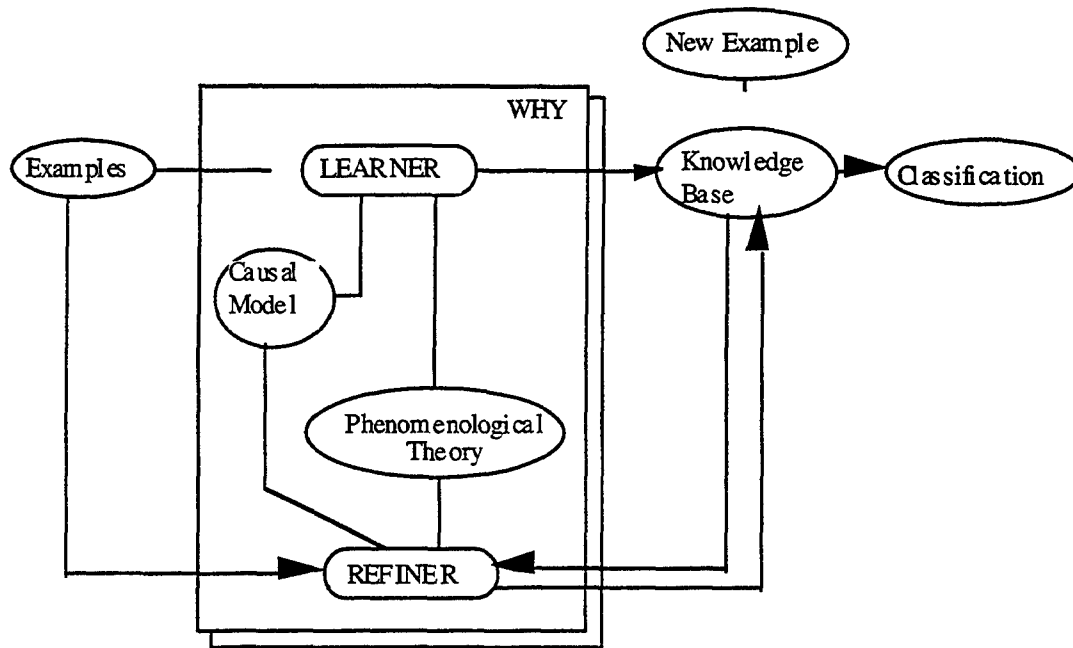 New Example
WHY
Examples
LEARNER
Knowledge
Base
Classification
Causal
Model
Phenomenological
Theory
REFINER